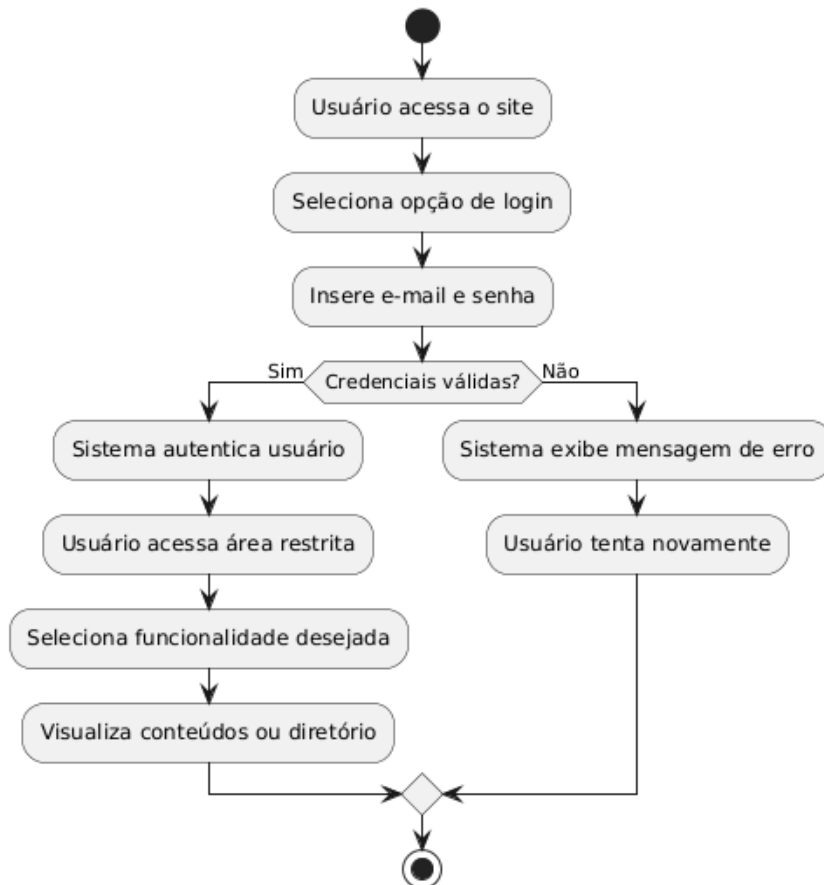 Usuário acessa o site
Seleciona opção de login
Insere e-mail e senha
Sim
Credenciais válidas?
Não
Sistema autentica usuário
Sistema exibe mensagem de erro
Usuário acessa área restrita
Usuário tenta novamente
Seleciona funcionalidade desejada
Visualiza conteúdos ou diretório